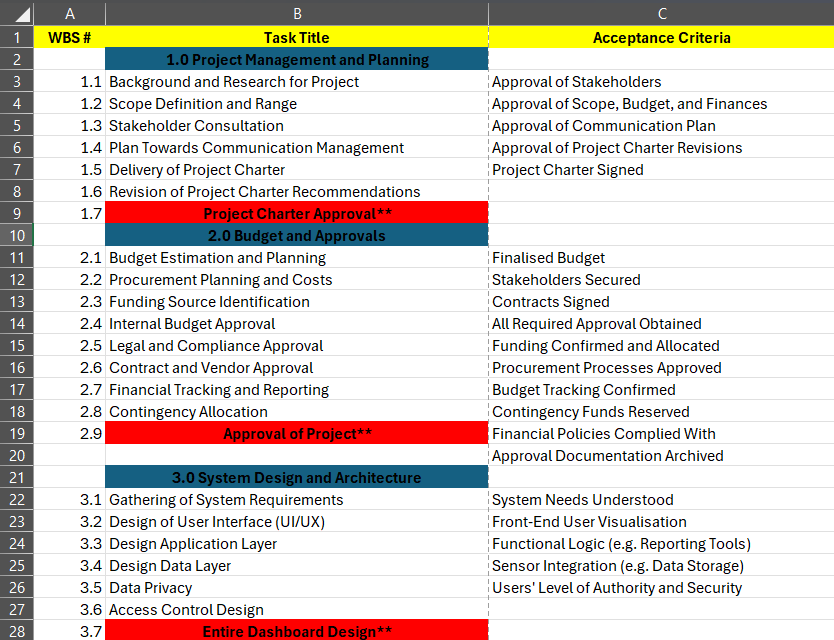 A B C
1 WBS # Task Title Acceptance Criteria
2 1.0 Project Management and Planning
3 1.1 Background and Research for Project Approval of Stakeholders
4 1.2 Scope Definition and Range Approval of Scope, Budget, and Finances
5 1.3 Stakeholder Consultation Approval of Communication Plan
6 1.4 Plan Towards Communication Management Approval of Project Charter Revisions
7 1.5 Delivery of Project Charter Project Charter Signed
8 1.6 Revision of Project Charter Recommendations
9 1.7 Project Charter Approval**
10 2.0 Budget and Approvals
11 2.1 Budget Estimation and Planning Finalised Budget
12 2.2 Procurement Planning and Costs Stakeholders Secured
13 2.3 Funding Source Identification Contracts Signed
14 2.4 Internal Budget Approval All Required Approval Obtained
15 2.5 Legal and Compliance Approval Funding Confirmed and Allocated
16 2.6 Contract and Vendor Approval Procurement Processes Approved
17 2.7 Financial Tracking and Reporting Budget Tracking Confirmed
18 2.8 Contingency Allocation Contingency Funds Reserved
19 2.9 Approval of Project** Financial Policies Complied With
20 Approval Documentation Archived
21 3.0 System Design and Architecture
22 3.1 Gathering of System Requirements System Needs Understood
23 3.2 Design of User Interface (UI/UX) Front-End User Visualisation
24 3.3 Design Application Layer Functional Logic (e.g. Reporting Tools)
25 3.4 Design Data Layer Sensor Integration (e.g. Data Storage)
26 3.5 Data Privacy Users' Level of Authority and Security
27 3.6 Access Control Design
28 3.7 Entire Dashboard Design**